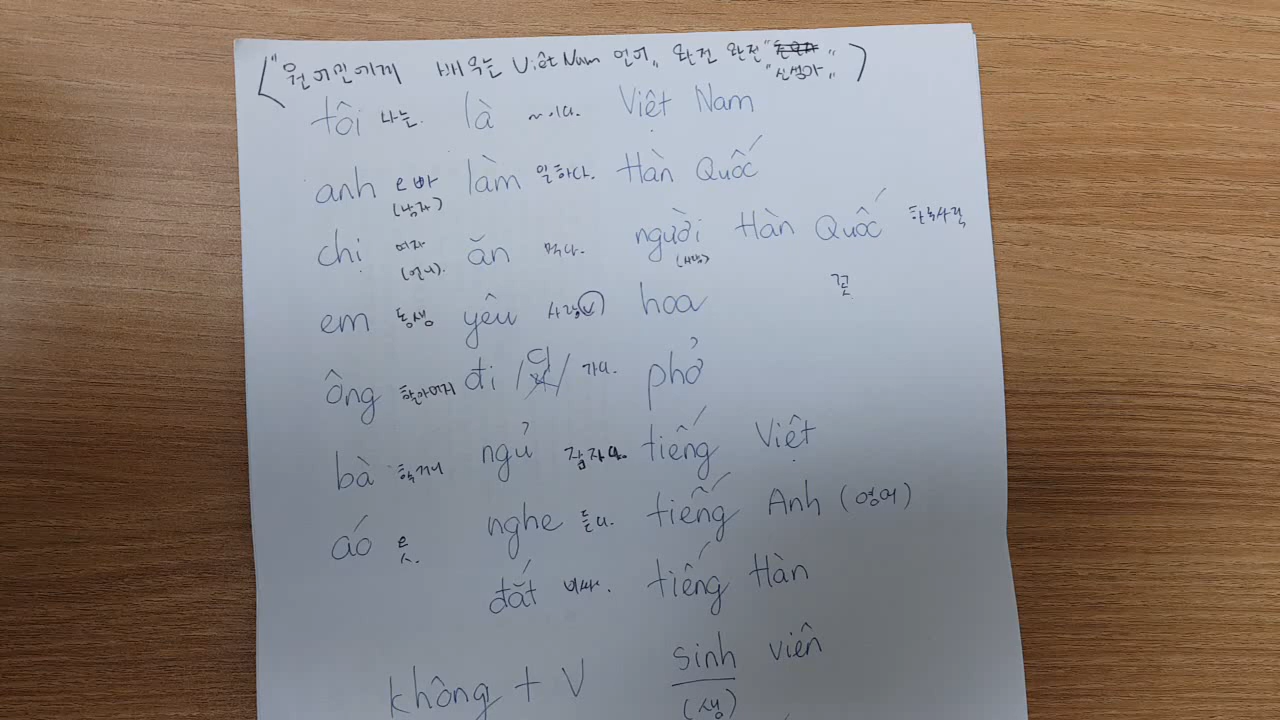 ("원어민에게 배우는 Việt Nam 언어" 완전 완전 "신생가")
tôi 나는. là ~이다. Việt Nam
anh 오빠 làm 일하다. Hàn Quốc
(남자)
chị 여자 ăn 먹다. người Hàn Quốc 한국사람
(언니). (사람)
em 동생 yêu 사랑 hoa 꽃
ông 할아버지 đi / / 가다. phở
bà 할머니 ngủ 잠자다. tiếng Việt
áo 옷. nghe 듣다. tiếng Anh (영어)
đắt 비싸. tiếng Hàn
không + V sinh viên
(생)